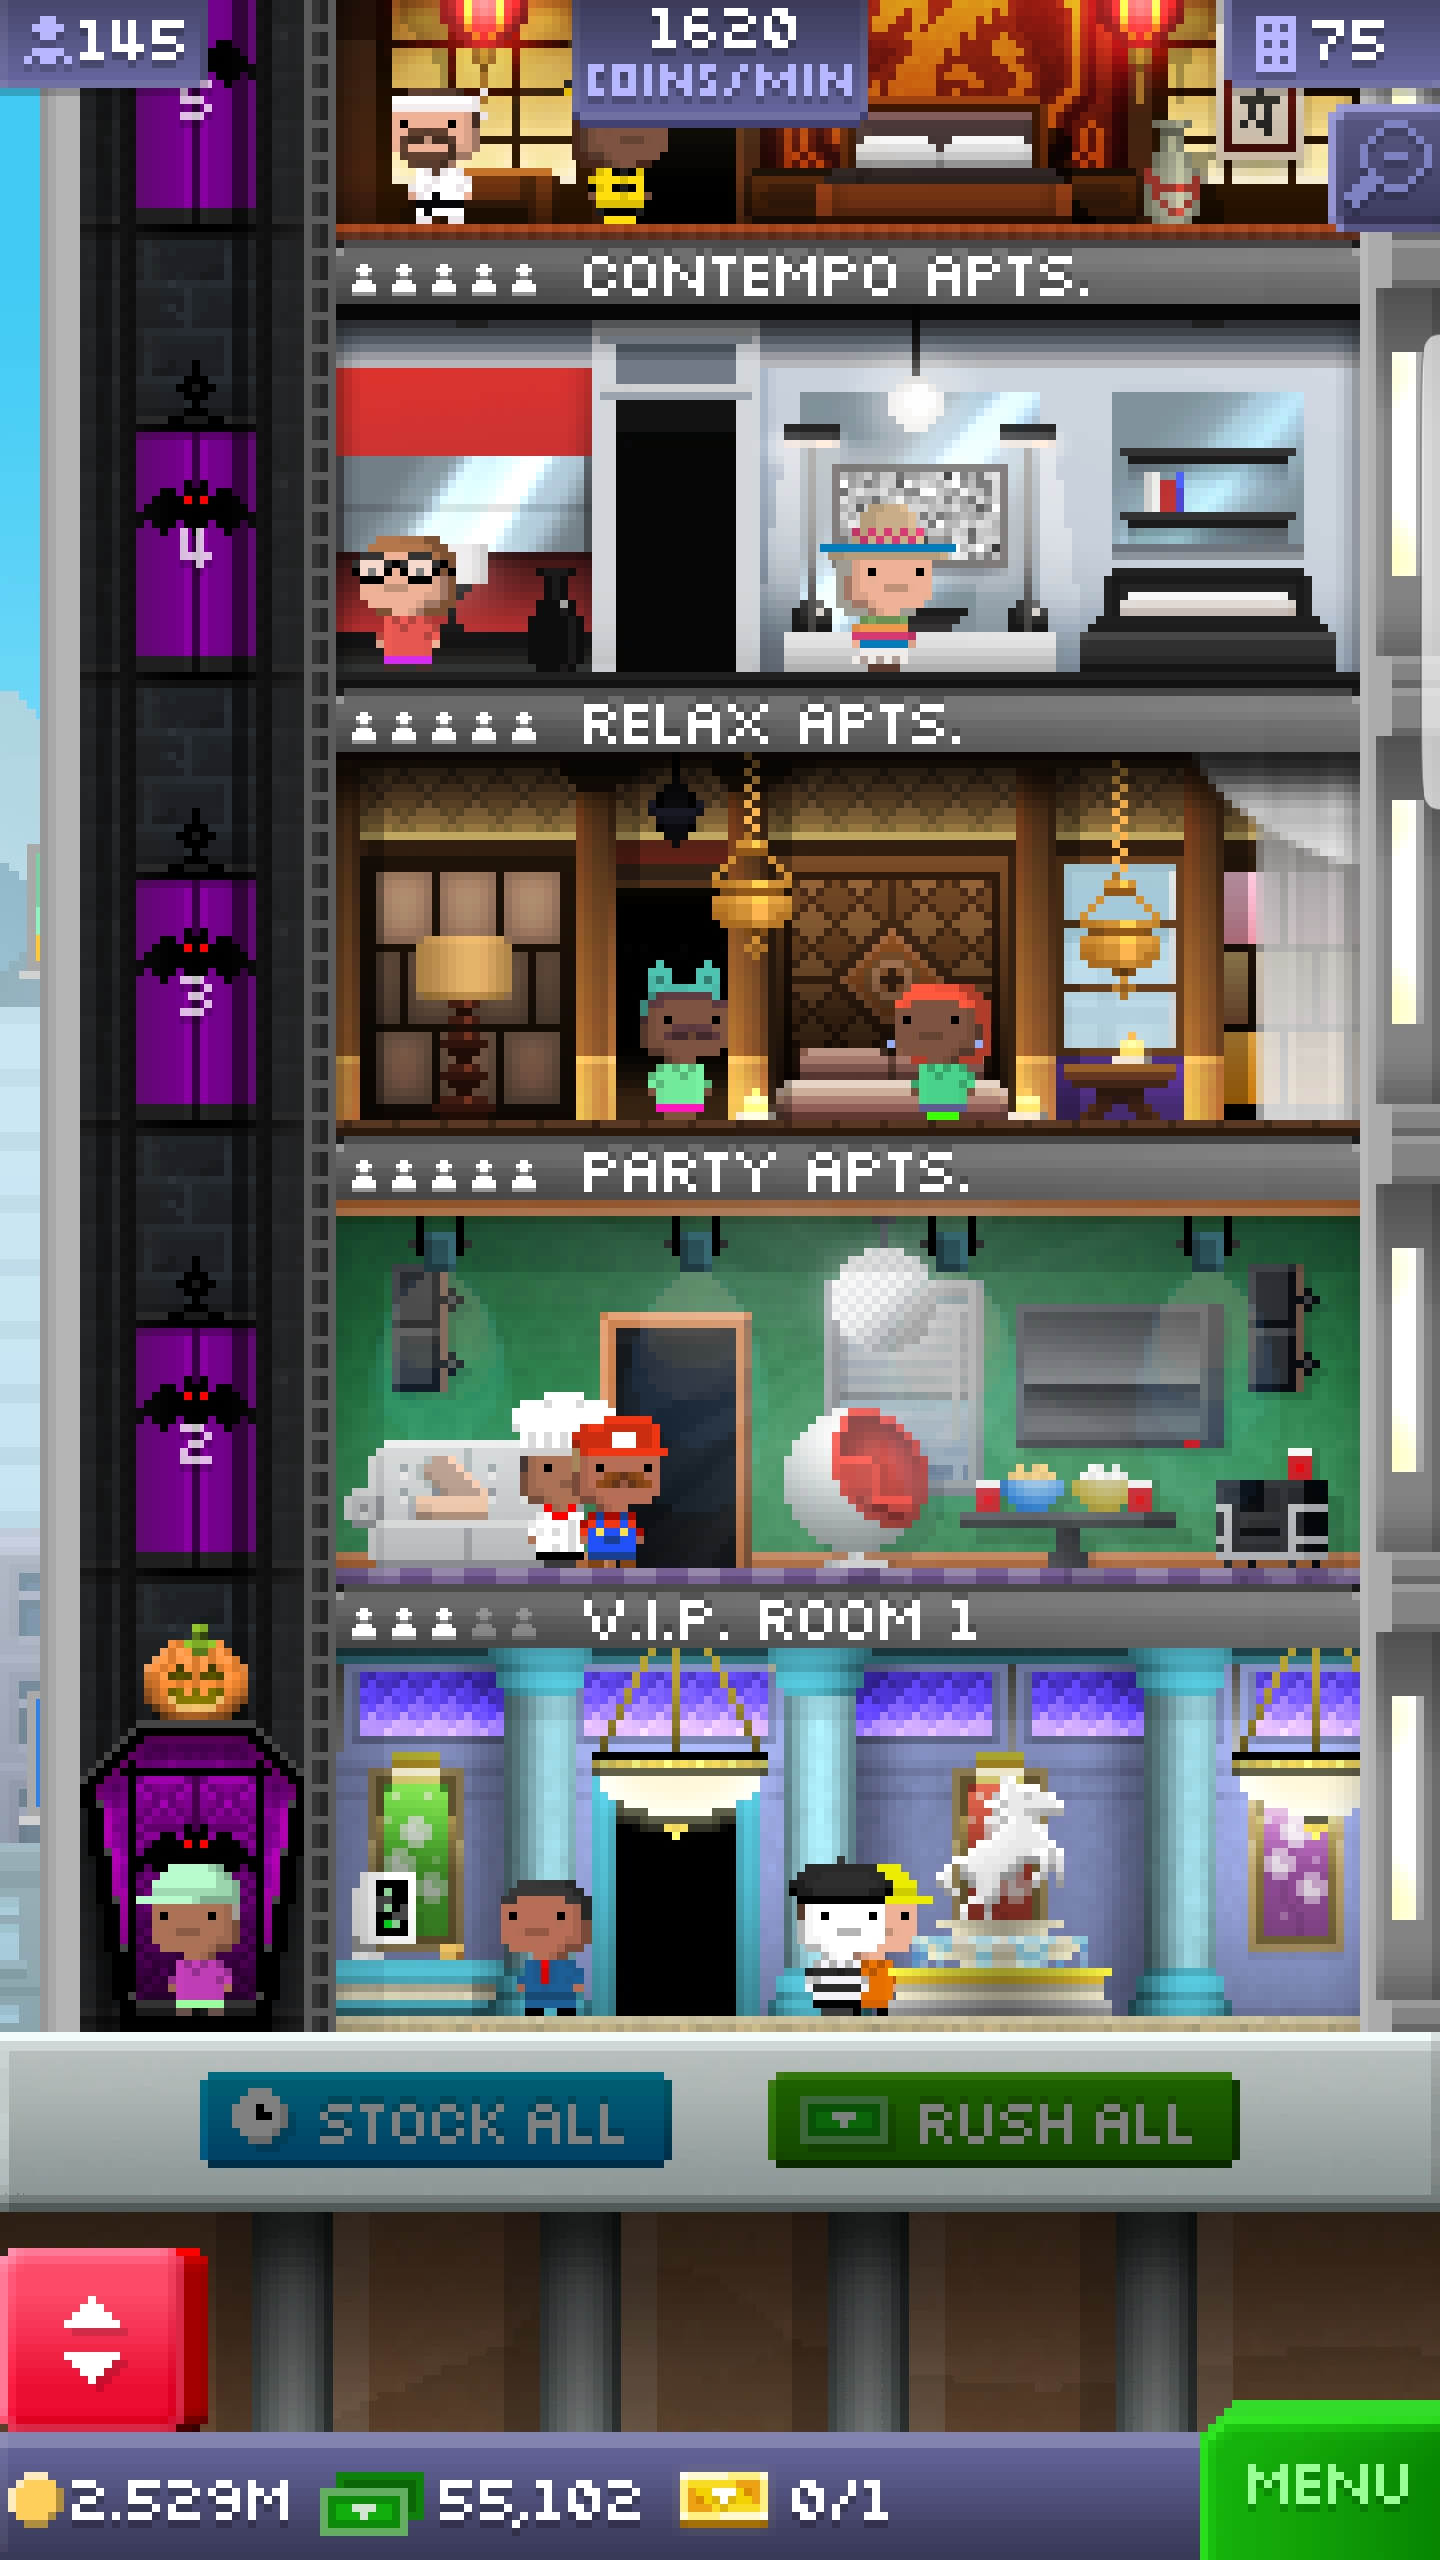 145
1620
COINS/MIN
75
5
CONTEMPO APTS.
4
RELAX APTS.
3
PARTY APTS.
2
V.I.P. ROOM 1
STOCK ALL
RUSH ALL
2.529M
55,102
0/1
MENU